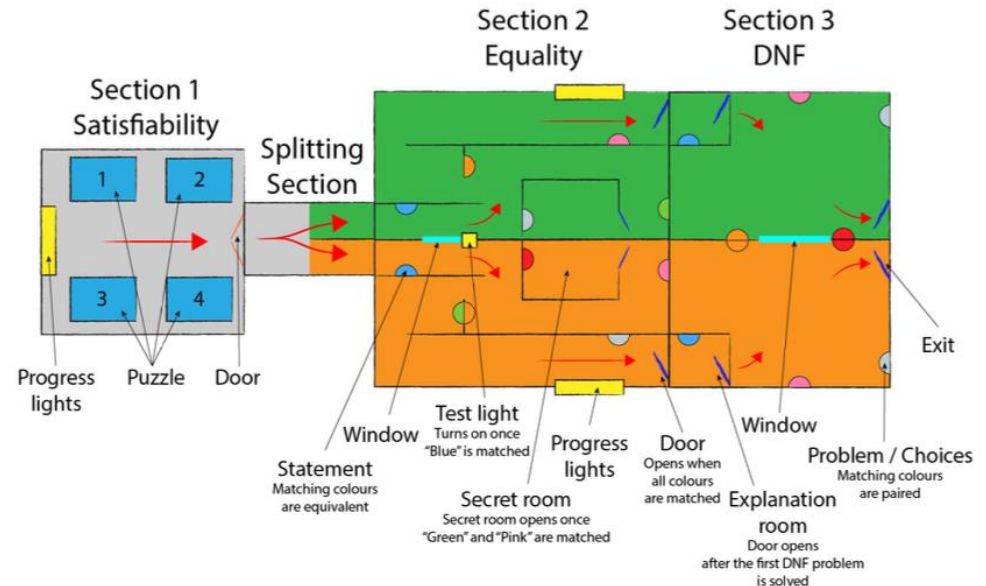 Section 1
Satisfiability
Splitting
Section
Section 2
Equality
Section 3
DNF
1
2
3
4
Progress
lights
Puzzle
Door
Statement
Matching colours
are equivalent
Window
Test light
Turns on once
"Blue" is matched
Secret room
Secret room opens once
"Green" and "Pink" are matched
Progress
lights
Door
Opens when
all colours
are matched
Explanation
room
Door opens
after the first DNF problem
is solved
Window
Problem / Choices
Matching colours
are paired
Exit